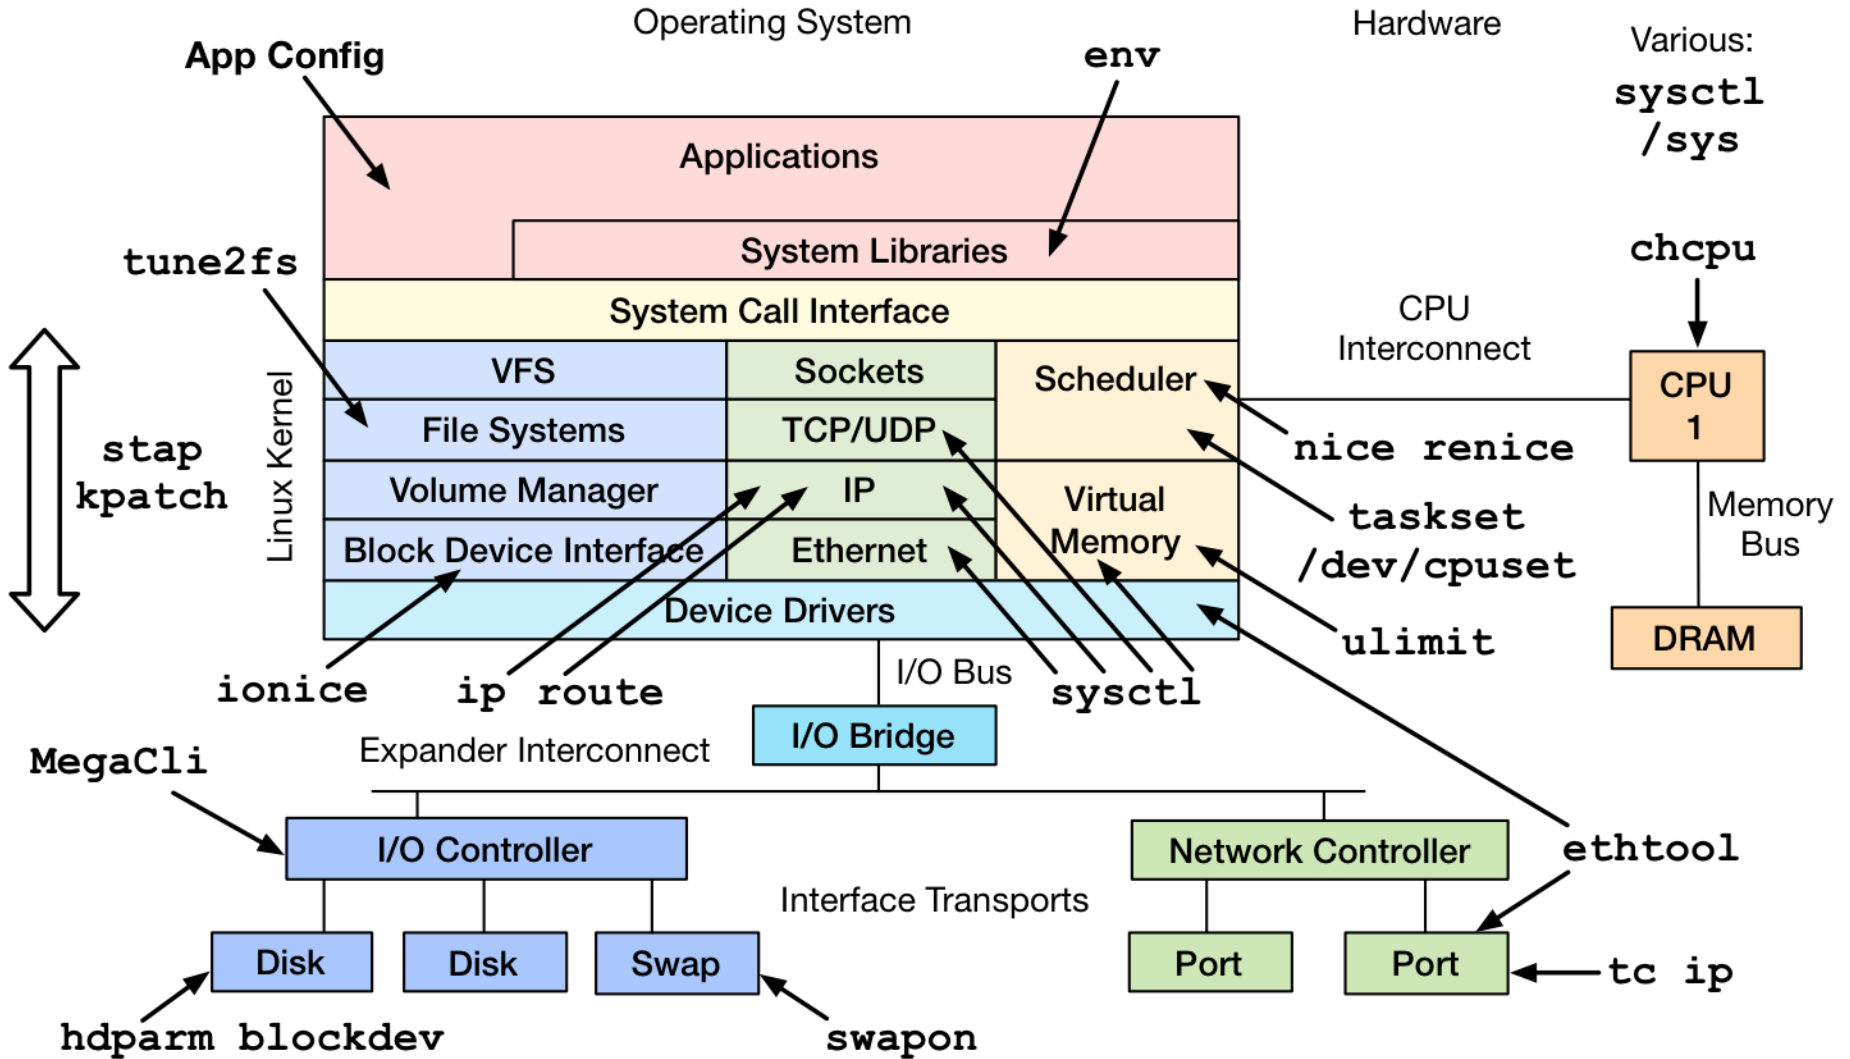 Operating System
Hardware
Various:
sysctl
/sys
App Config
env
Applications
System Libraries
tune2fs
System Call Interface
chcpu
CPU
Interconnect
VFS
Sockets
Scheduler
CPU
1
File Systems
TCP/UDP
nice renice
stap
kpatch
Linux Kernel
Volume Manager
IP
Virtual
Memory
taskset
/dev/cpuset
Memory
Bus
Block Device Interface
Ethernet
Device Drivers
ulimit
DRAM
ionice
ip route
I/O Bus
sysctl
I/O Bridge
Expander Interconnect
MegaCli
I/O Controller
Network Controller
ethtool
Interface Transports
Disk
Disk
Swap
Port
Port
tc ip
hdparm blockdev
swapon